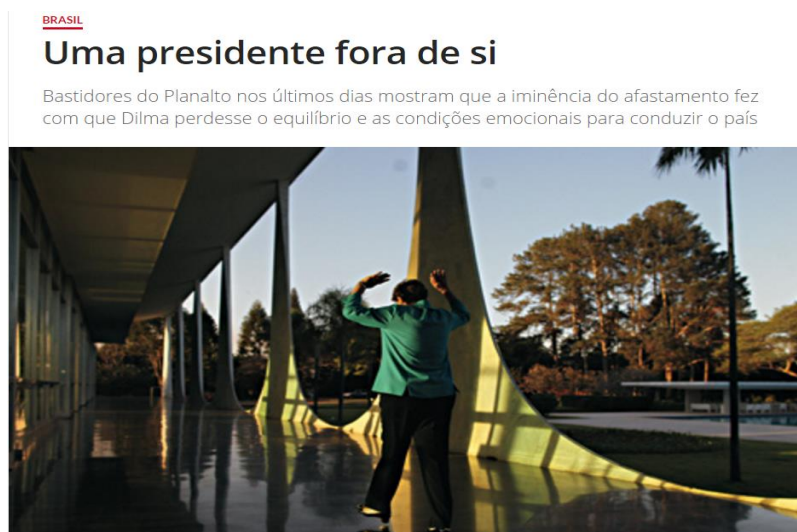 BRASIL
Uma presidente fora de si
Bastidores do Planalto nos últimos dias mostram que a iminência do afastamento fez
com que Dilma perdesse o equilíbrio e as condições emocionais para conduzir o país